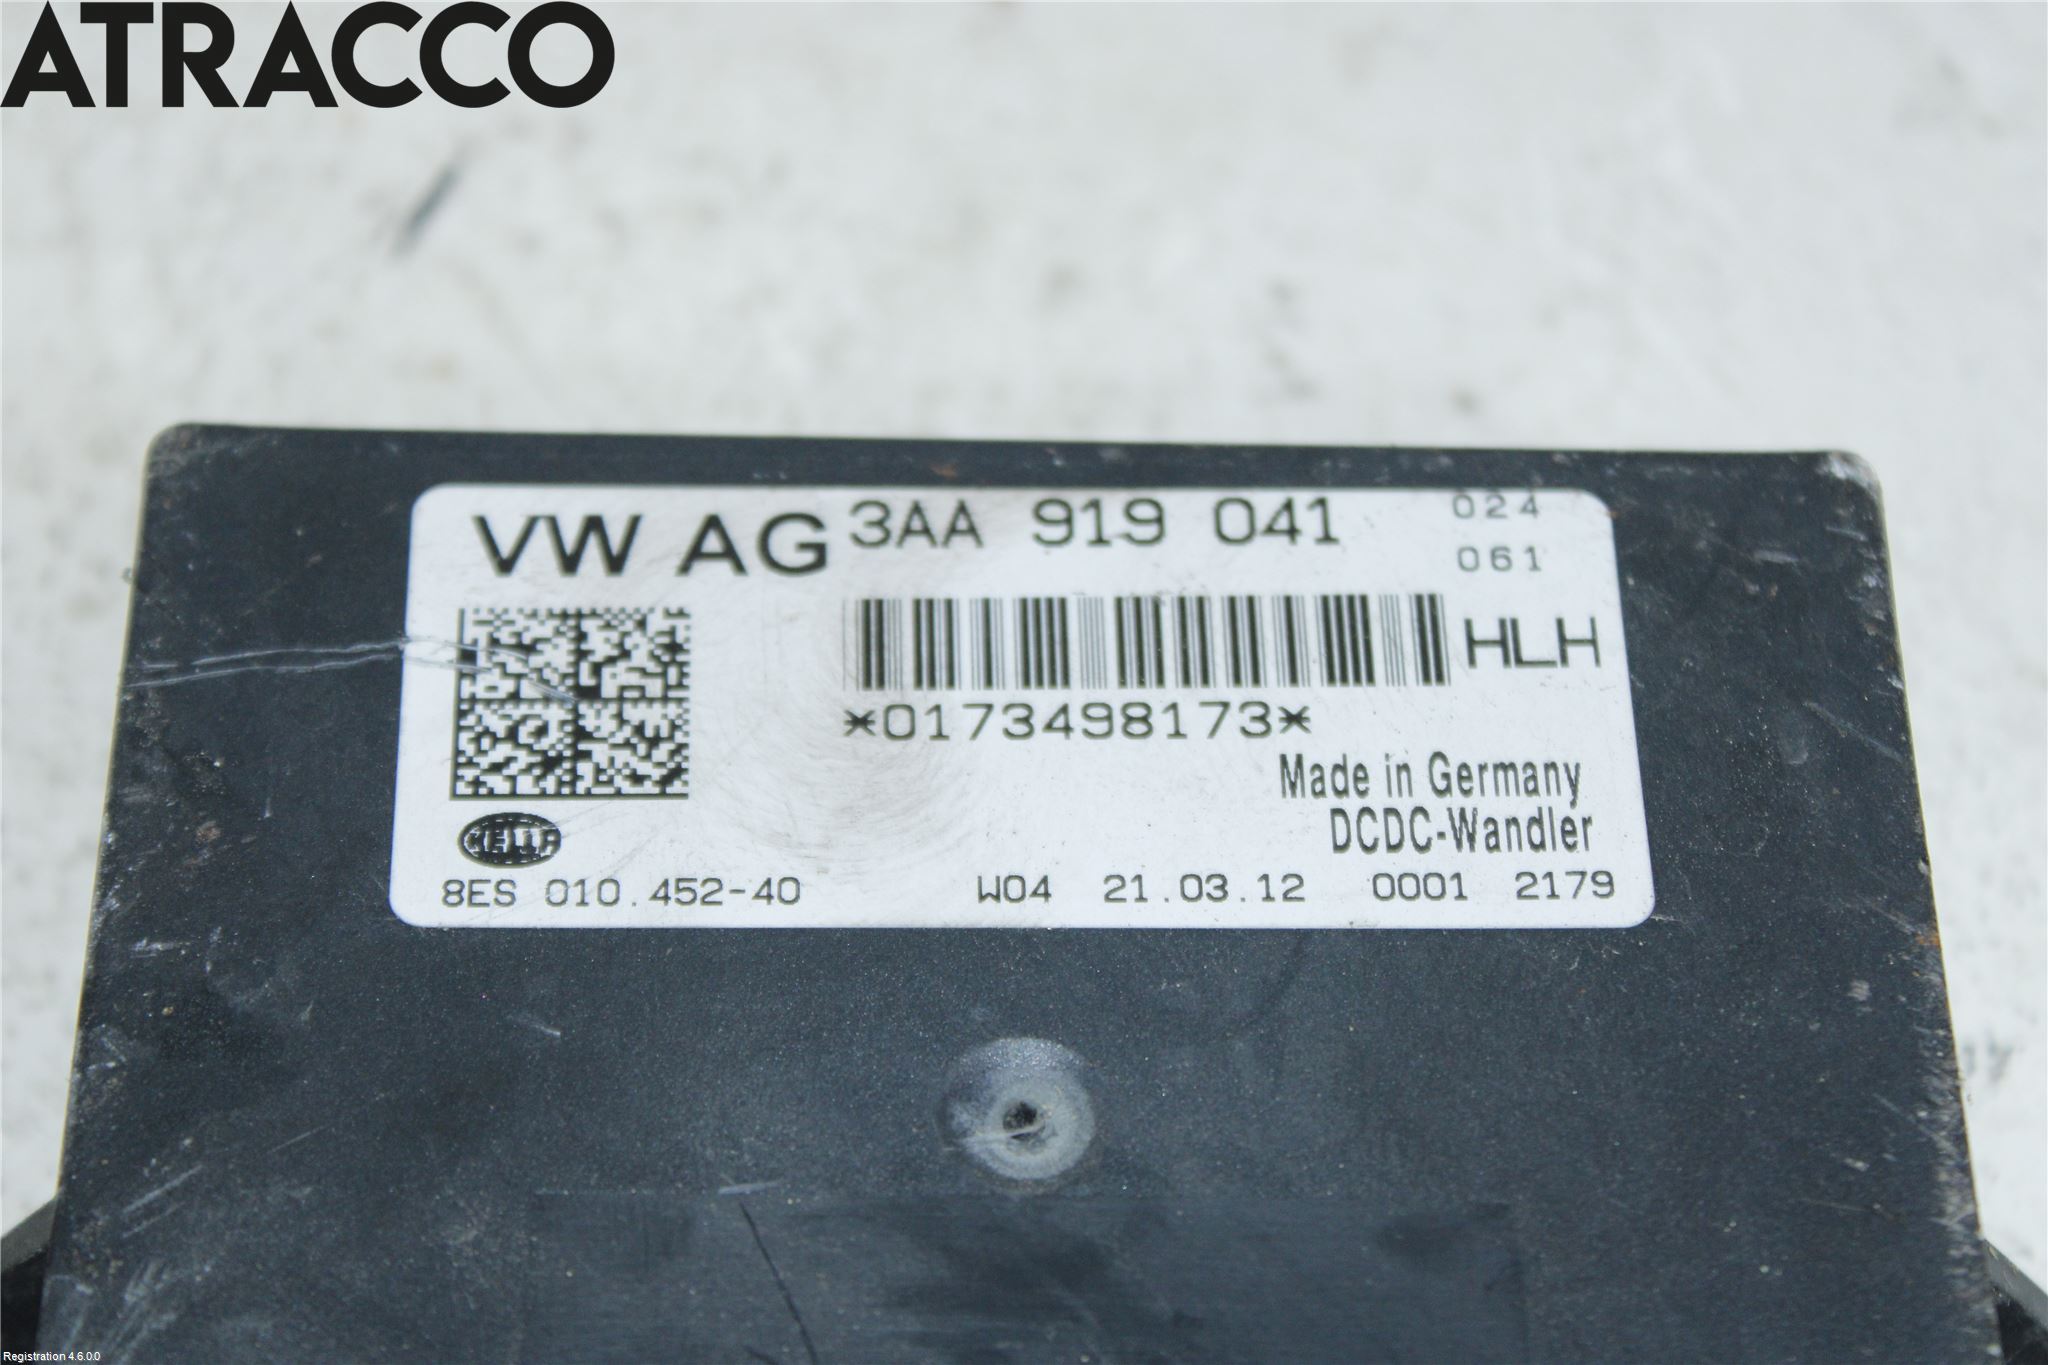 ATRACCO
VW AG 3AA 919 041 024
061
HLH
*0173498173*
Made in Germany
DCDC-Wandler
HELLA
8ES 010.452-40 W04 21.03.12 0001 2179
Registration 4.6.0.0